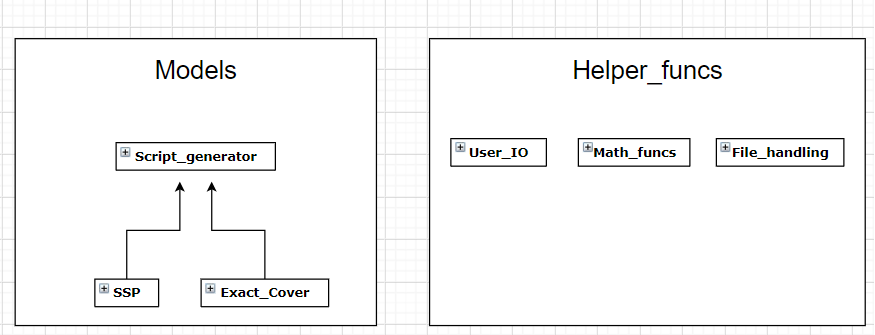 Models
Script_generator
SSP
Exact_Cover
Helper_funcs
User_IO
Math_funcs
File_handling